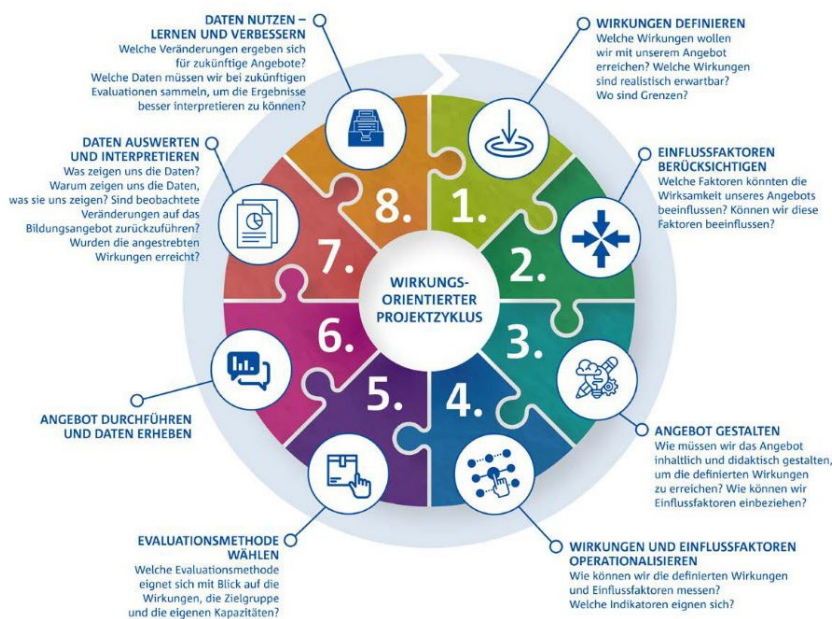 WIRKUNGS-
ORIENTIERTER
PROJEKTZYKLUS
1.
WIRKUNGEN DEFINIEREN
Welche Wirkungen wollen
wir mit unserem Angebot
erreichen? Welche Wirkungen
sind realistisch erwartbar?
Wo sind Grenzen?
2.
EINFLUSSFAKTOREN
BERÜCKSICHTIGEN
Welche Faktoren könnten die
Wirksamkeit unseres Angebots
beeinflussen? Können wir diese
Faktoren beeinflussen?
3.
ANGEBOT GESTALTEN
Wie müssen wir das Angebot
inhaltlich und didaktisch gestalten,
um die definierten Wirkungen
zu erreichen? Wie können wir
Einflussfaktoren einbeziehen?
4.
WIRKUNGEN UND EINFLUSSFAKTOREN
OPERATIONALISIEREN
Wie können wir die definierten Wirkungen
und Einflussfaktoren messen?
Welche Indikatoren eignen sich?
5.
EVALUATIONSMETHODE
WÄHLEN
Welche Evaluationsmethode
eignet sich mit Blick auf die
Wirkungen, die Zielgruppe
und die eigenen Kapazitäten?
6.
ANGEBOT DURCHFÜHREN
UND DATEN ERHEBEN
7.
DATEN AUSWERTEN
UND INTERPRETIEREN
Was zeigen uns die Daten?
Warum zeigen uns die Daten,
was sie uns zeigen? Sind beobachtete
Veränderungen auf das
Bildungsangebot zurückzuführen?
Wurden die angestrebten
Wirkungen erreicht?
8.
DATEN NUTZEN –
LERNEN UND VERBESSERN
Welche Veränderungen ergeben sich
für zukünftige Angebote?
Welche Daten müssen wir bei zukünftigen
Evaluationen sammeln, um die Ergebnisse
besser interpretieren zu können?